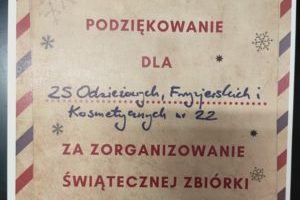 PODZIĘKOWANIE
DLA
ZS Odzieżowych, Fryzjerskich i
Kosmetycznych nr 22
ZA ZORGANIZOWANIE
ŚWIĄTECZNEJ ZBIÓRKI